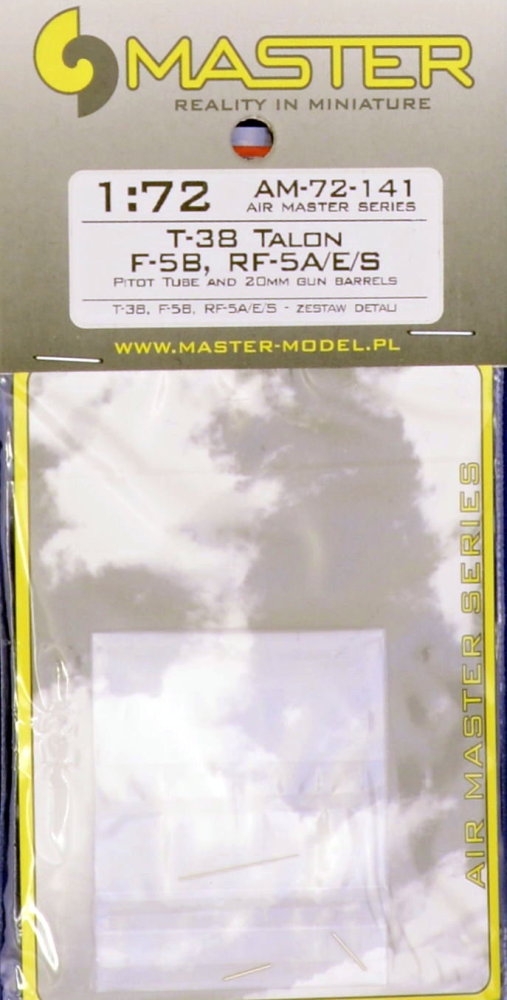 MASTER
REALITY IN MINIATURE
1:72
AM-72-141
AIR MASTER SERIES
T-38 TALON
F-5B, RF-5A/E/S
PITOT TUBE AND 20MM GUN BARRELS
T-38, F-5B, RF-5A/E/S - ZESTAW DETALI
WWW.MASTER-MODEL.PL
AIR MASTER SERIES